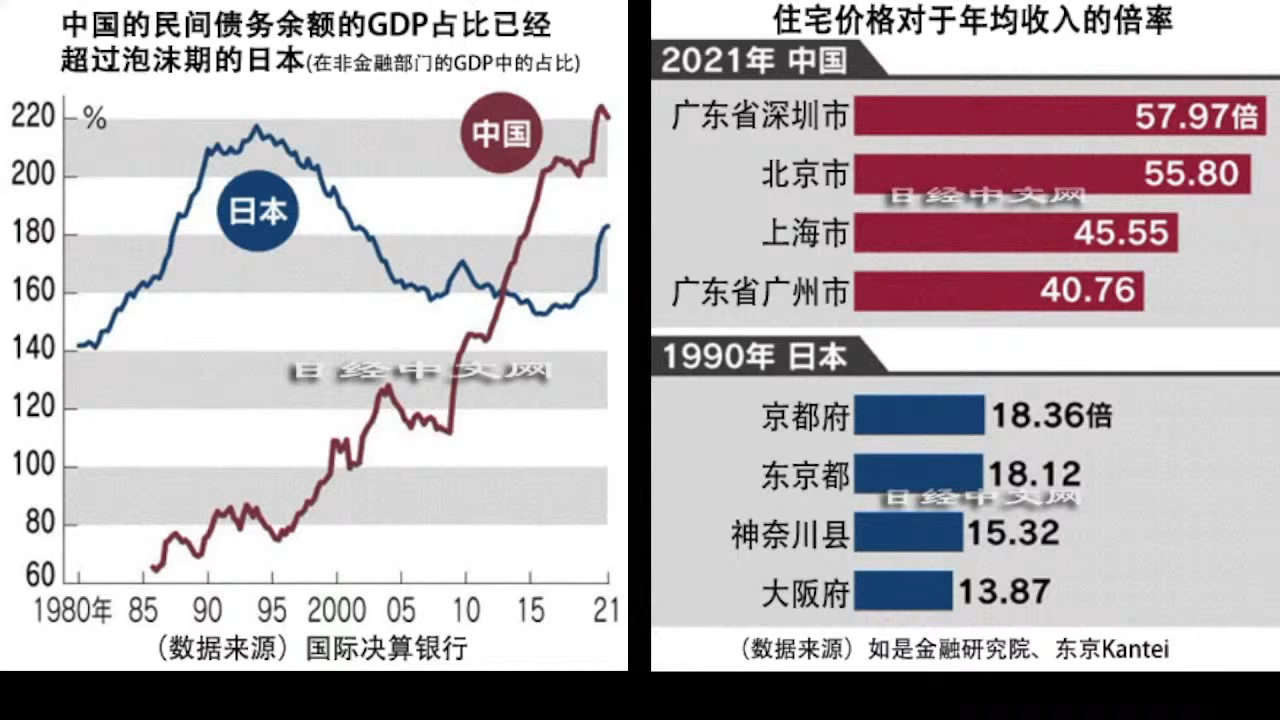 中国的民间债务余额的GDP占比已经
超过泡沫期的日本(在非金融部门的GDP中的占比)
220
%
200
180
160
140
120
100
80
60
中国
日本
日经中文网
1980年 85 90 95 2000 05 10 15 21
（数据来源）国际决算银行
住宅价格对于年均收入的倍率
2021年 中国
广东省深圳市 57.97倍
北京市 55.80
日经中文网
上海市 45.55
广东省广州市 40.76
1990年 日本
京都府 18.36倍
东京都 18.12
日经中文网
神奈川县 15.32
大阪府 13.87
（数据来源）如是金融研究院、东京Kantei